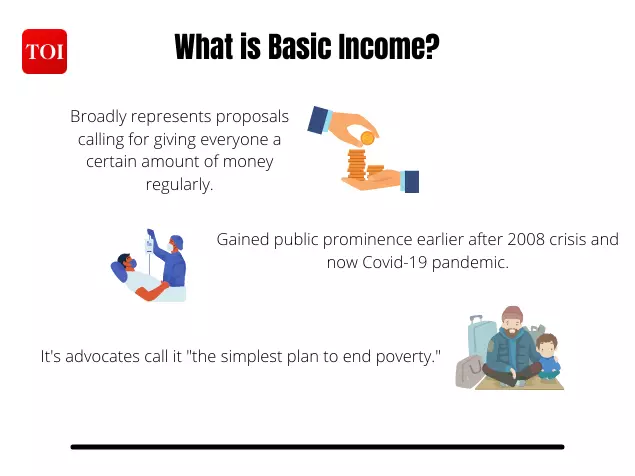 TOI
What is Basic Income?
Broadly represents proposals
calling for giving everyone a
certain amount of money
regularly.
Gained public prominence earlier after 2008 crisis and
now Covid-19 pandemic.
It's advocates call it "the simplest plan to end poverty."